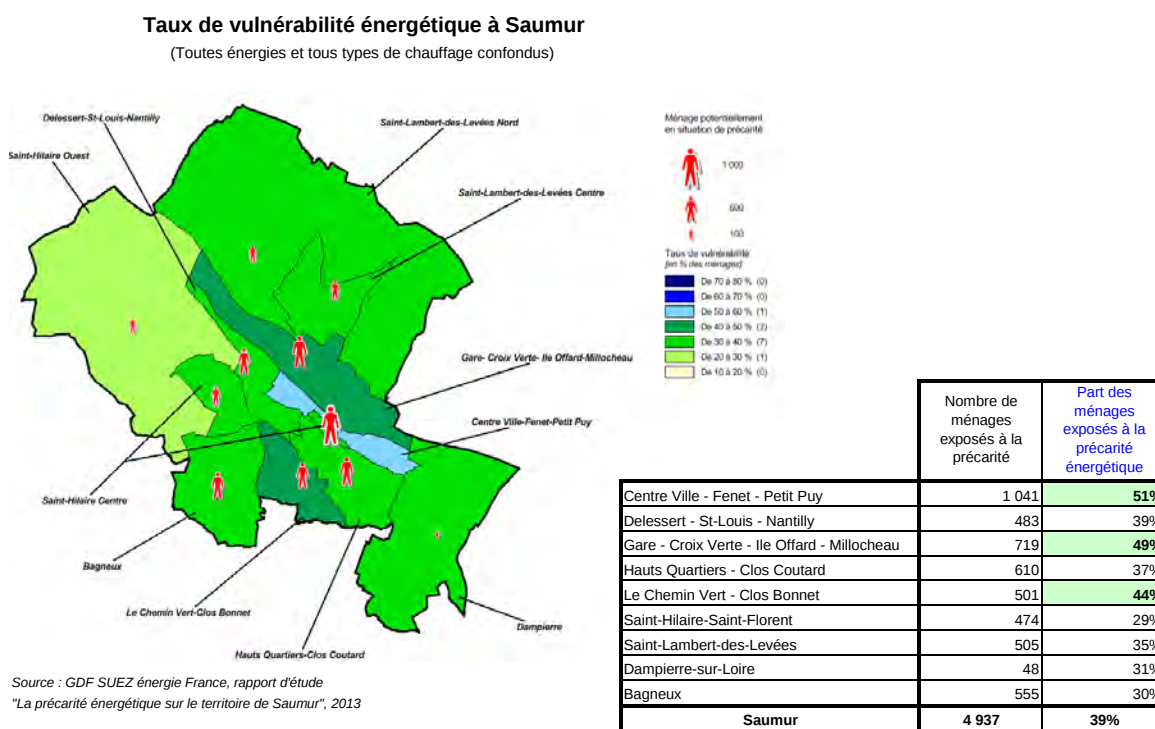 Taux de vulnérabilité énergétique à Saumur
(Toutes énergies et tous types de chauffage confondus)
Delessert-St-Louis-Nantilly
Saint-Lambert-des-Levées Nord
Saint-Hilaire Ouest
Saint-Lambert-des-Levées Centre
Gare- Croix Verte- Ile Offard-Millocheau
Centre Ville-Fenet-Petit Puy
Saint-Hilaire Centre
Bagneux
Le Chemin Vert-Clos Bonnet
Dampierre
Hauts Quartiers-Clos Coutard
Ménage potentiellement
en situation de précarité
1 000
600
100
Taux de vulnérabilité
(en % des ménages)
De 70 à 80 % (0)
De 60 à 70 % (0)
De 50 à 60 % (1)
De 40 à 50 % (2)
De 30 à 40 % (7)
De 20 à 30 % (1)
De 10 à 20 % (0)
Nombre de
ménages
exposés à la
précarité
Part des
ménages
exposés à la
précarité
énergétique
Centre Ville - Fenet - Petit Puy 1 041 51%
Delessert - St-Louis - Nantilly 483 39%
Gare - Croix Verte - Ile Offard - Millocheau 719 49%
Hauts Quartiers - Clos Coutard 610 37%
Le Chemin Vert - Clos Bonnet 501 44%
Saint-Hilaire-Saint-Florent 474 29%
Saint-Lambert-des-Levées 505 35%
Dampierre-sur-Loire 48 31%
Bagneux 555 30%
Saumur 4 937 39%
Source : GDF SUEZ énergie France, rapport d'étude
"La précarité énergétique sur le territoire de Saumur", 2013